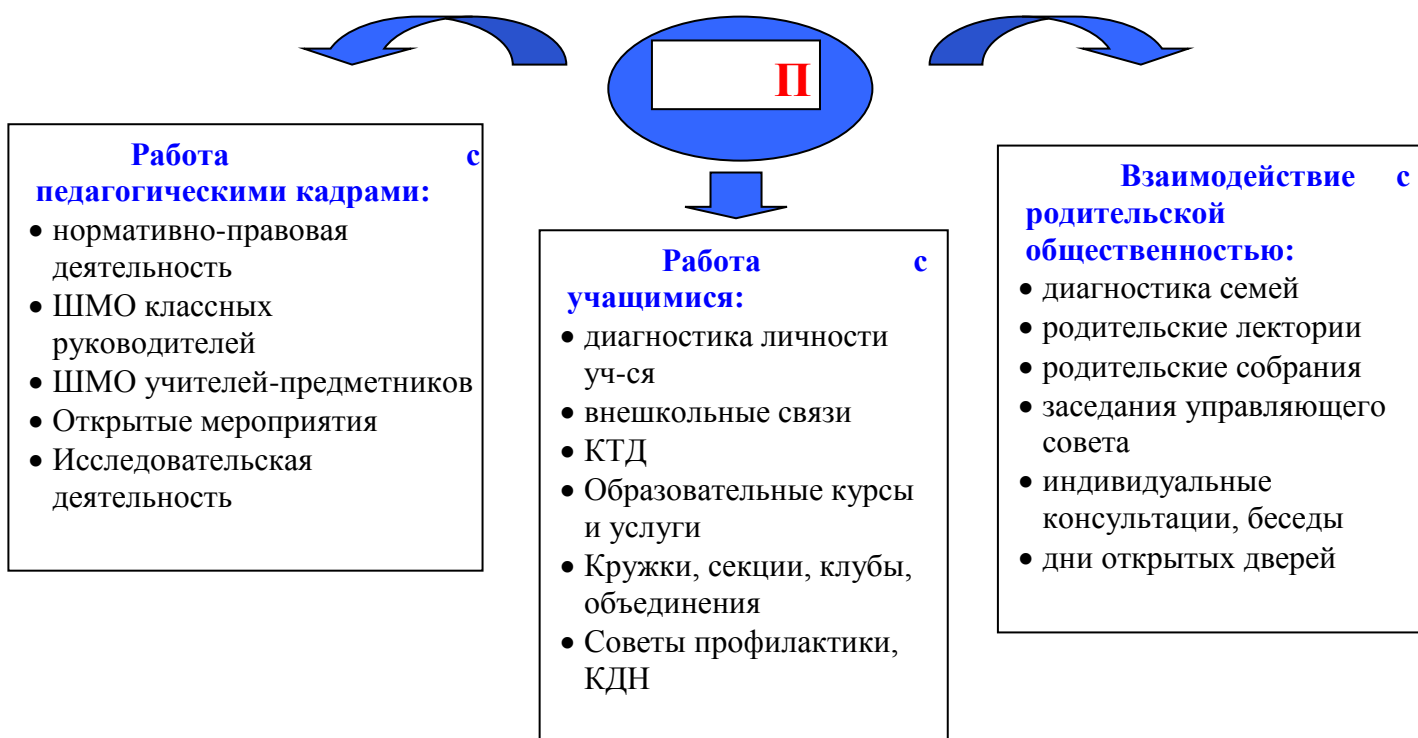 П
Работа с
педагогическими кадрами:
• нормативно-правовая
деятельность
• ШМО классных
руководителей
• ШМО учителей-предметников
• Открытые мероприятия
• Исследовательская
деятельность
Работа с
учащимися:
• диагностика личности
уч-ся
• внешкольные связи
• КТД
• Образовательные курсы
и услуги
• Кружки, секции, клубы,
объединения
• Советы профилактики,
КДН
Взаимодействие с
родительской
общественностью:
• диагностика семей
• родительские лектории
• родительские собрания
• заседания управляющего
совета
• индивидуальные
консультации, беседы
• дни открытых дверей